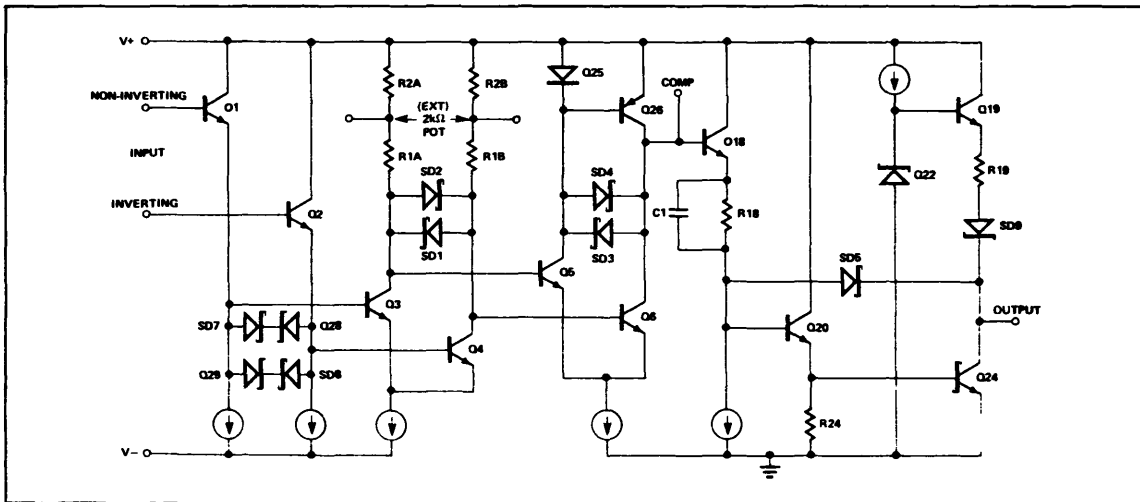 V+
NON-INVERTING
INPUT
INVERTING
V−
Q1
Q2
R2A
R2B
(EXT)
2kΩ
POT
R1A
R1B
SD2
SD1
Q3
Q4
SD7
Q28
Q29
SD8
Q25
Q26
SD4
SD3
Q5
Q6
COMP
Q18
C1
R18
SD5
Q20
R24
Q22
Q19
R19
SD9
OUTPUT
Q24